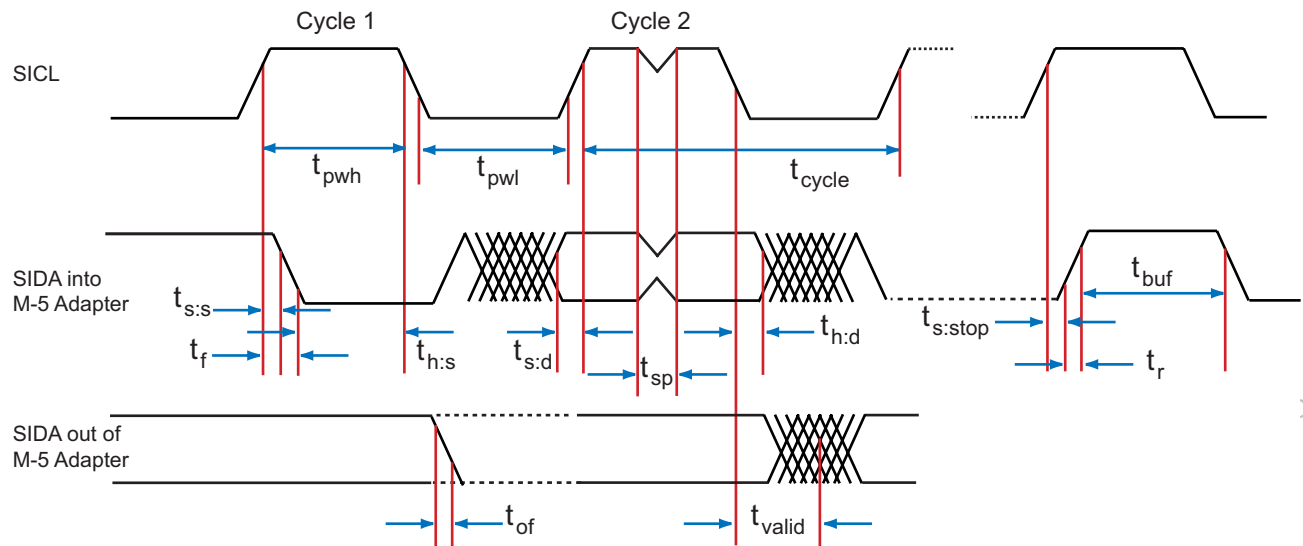 Cycle 1
Cycle 2
SICL
tpwh
tpwl
tcycle
SIDA into
M-5 Adapter
ts:s
tf
th:s
ts:d
tsp
th:d
ts:stop
tbuf
tr
SIDA out of
M-5 Adapter
tof
tvalid